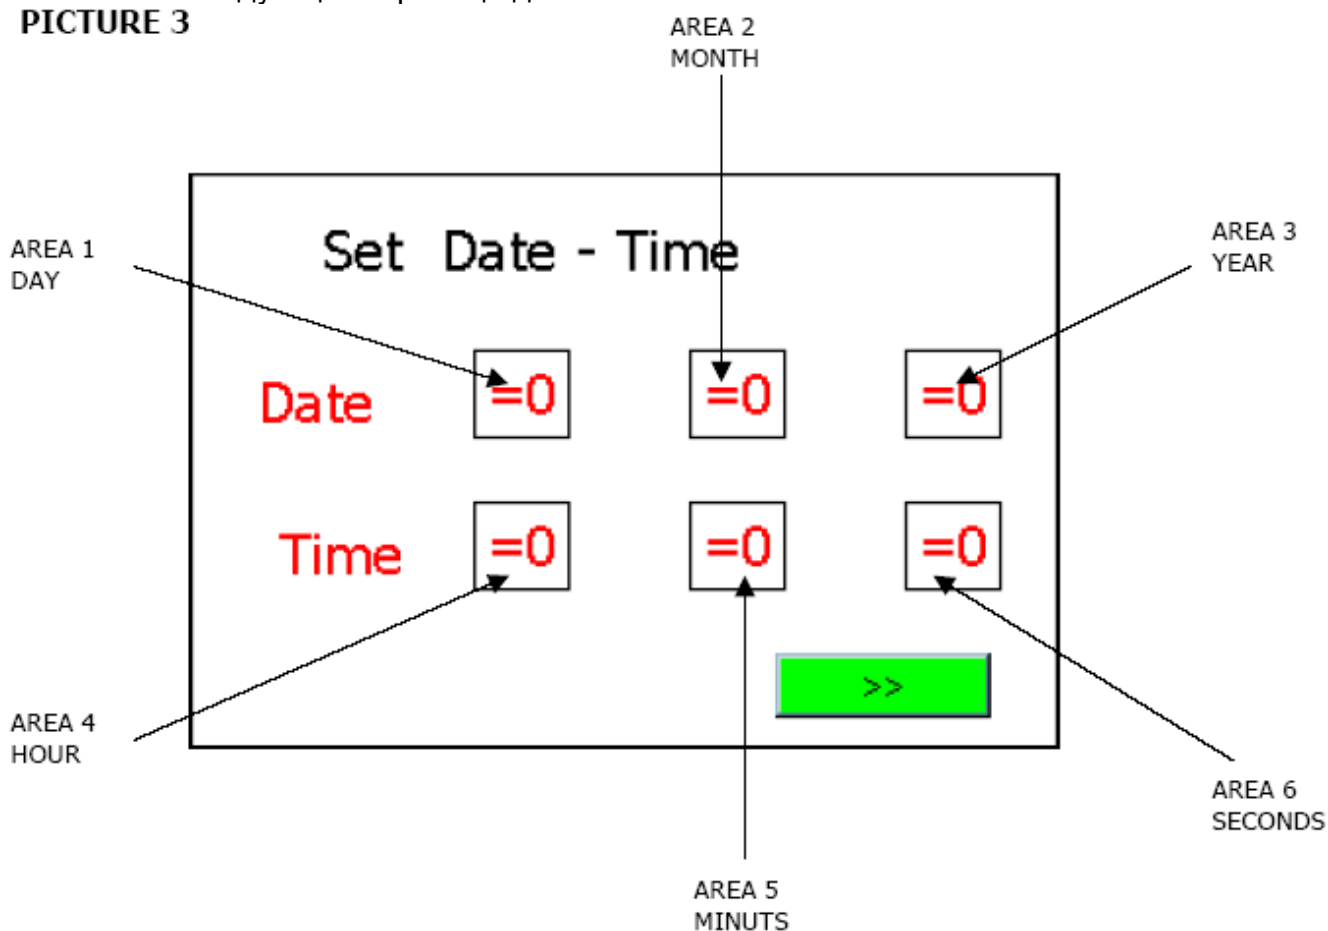 PICTURE 3
AREA 2
MONTH
AREA 1
DAY
Set Date - Time
AREA 3
YEAR
Date =0 =0 =0
Time =0 =0 =0
>>
AREA 4
HOUR
AREA 6
SECONDS
AREA 5
MINUTS